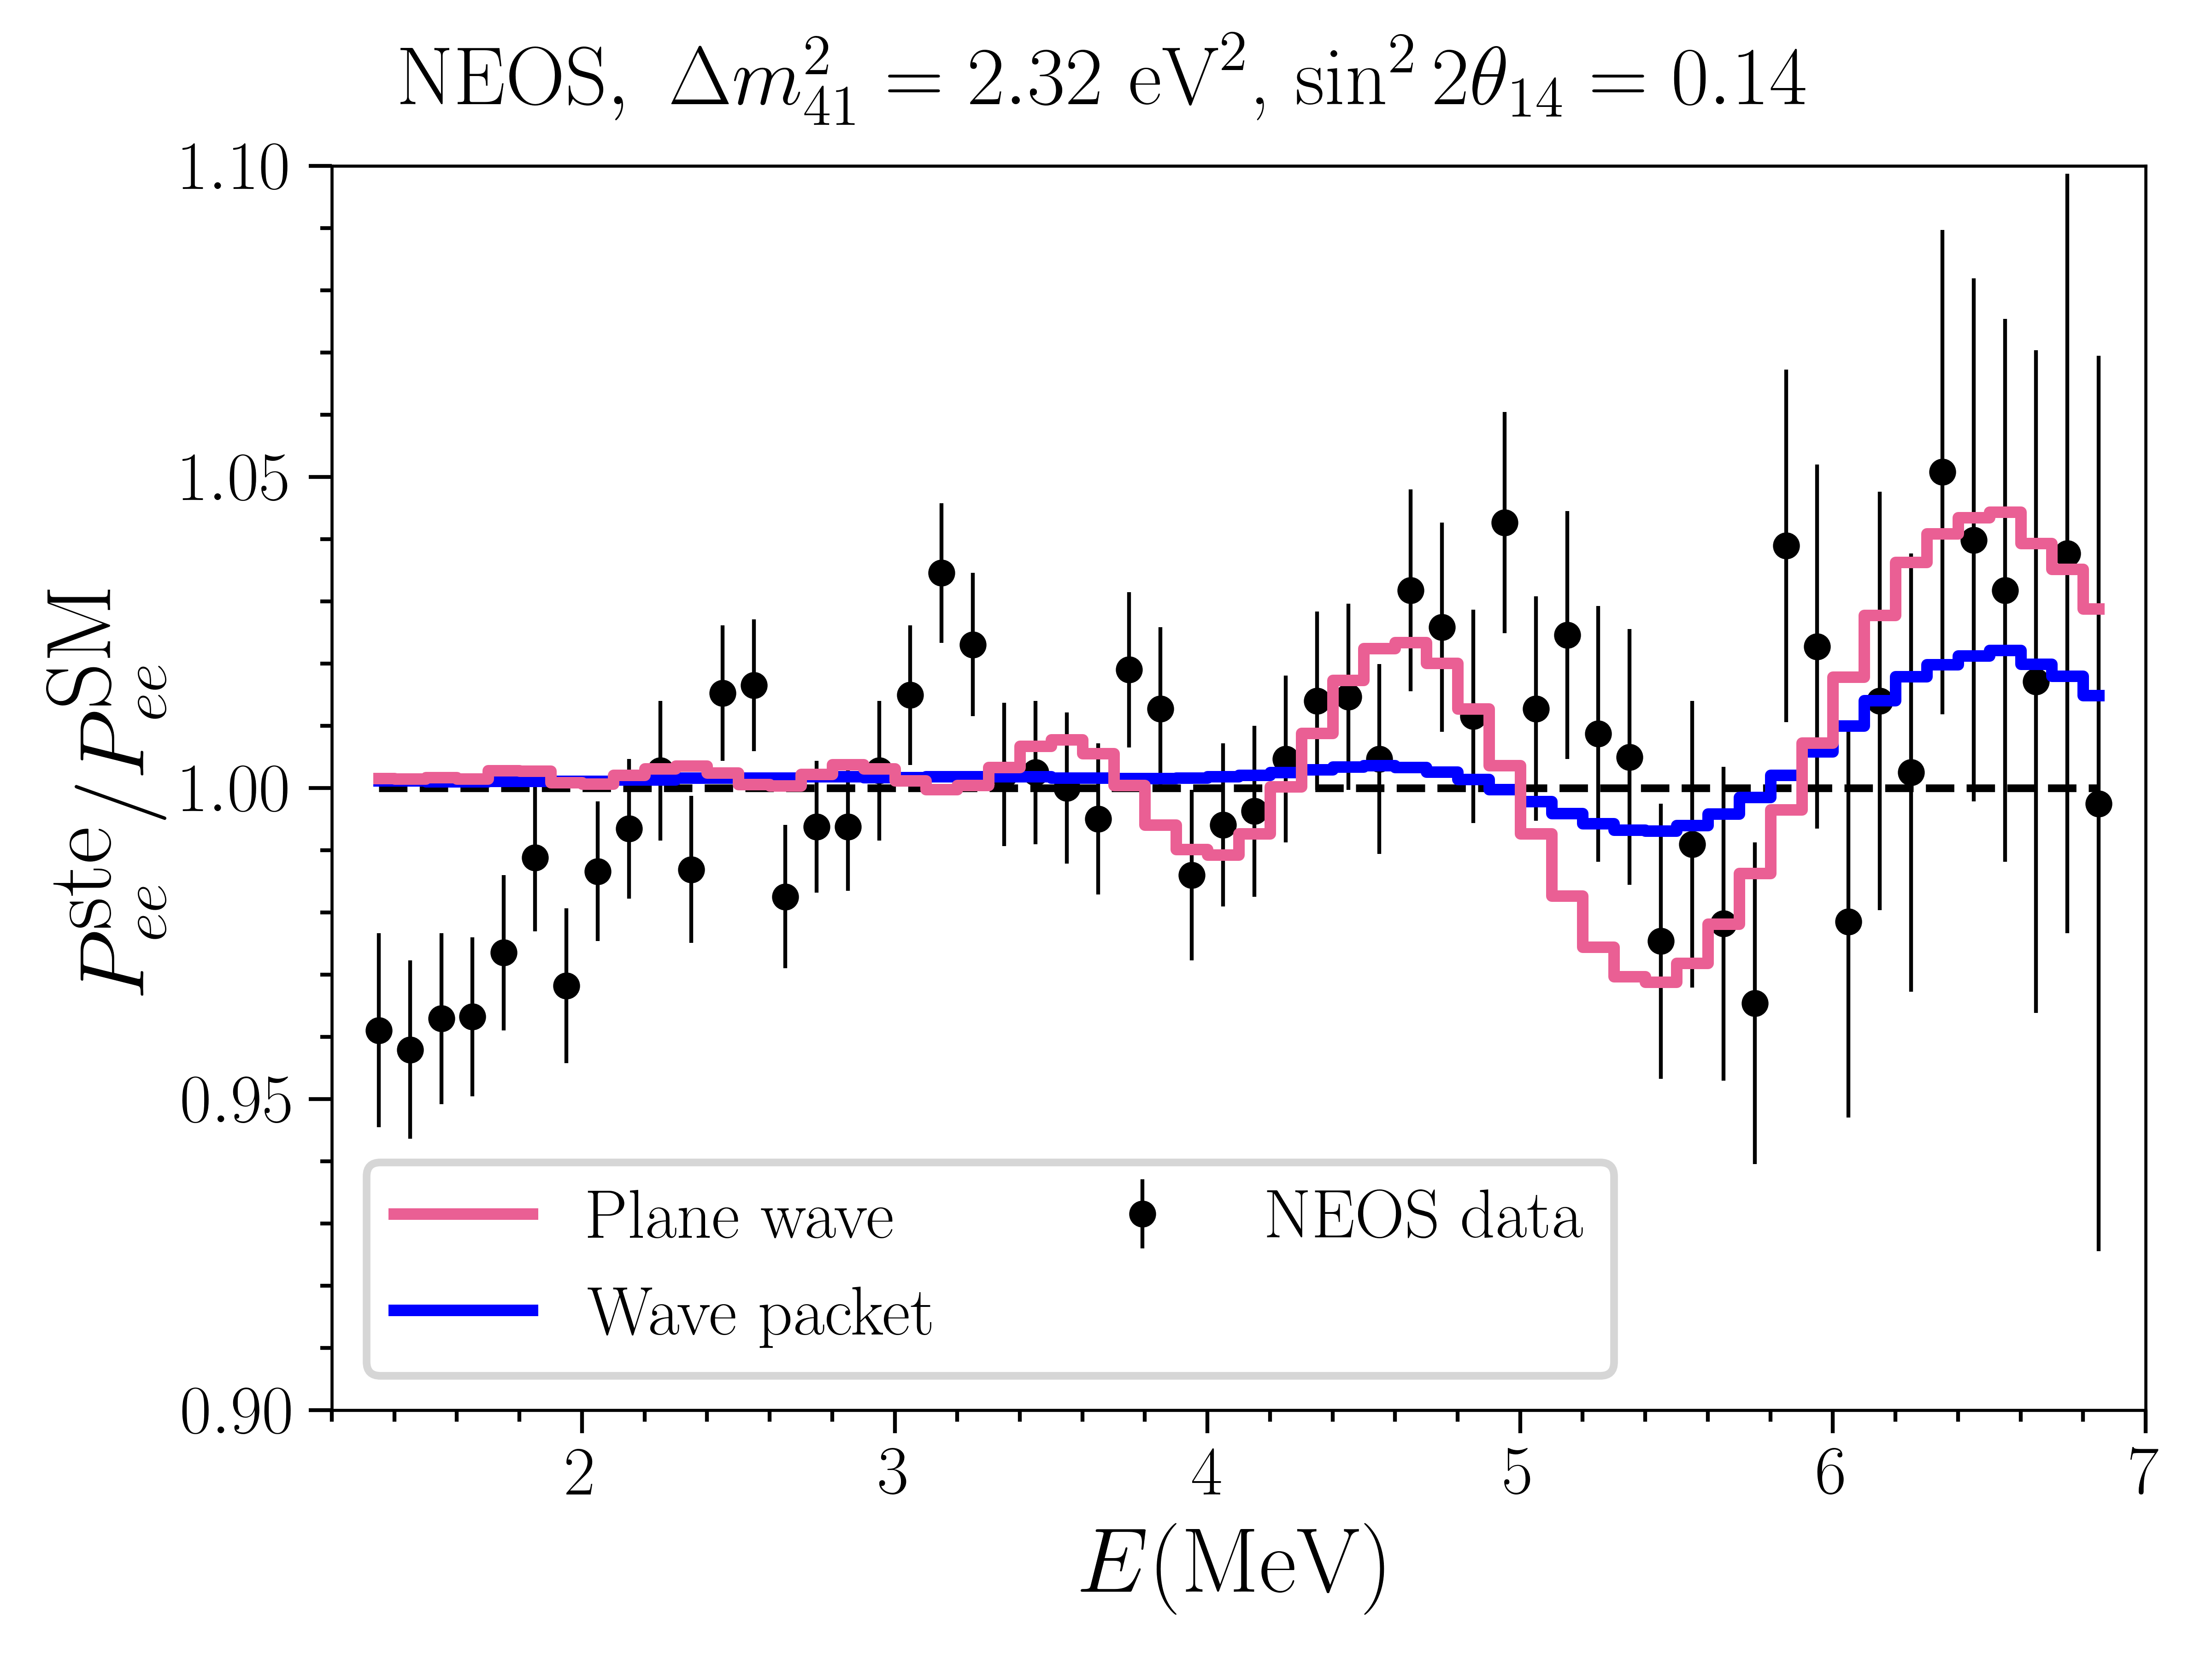 NEOS, Δm²₄₁ = 2.32 eV², sin² 2θ₁₄ = 0.14
P^ste_ee / P^SM_ee
1.10
1.05
1.00
0.95
0.90
Plane wave
Wave packet
NEOS data
2 3 4 5 6 7
E(MeV)